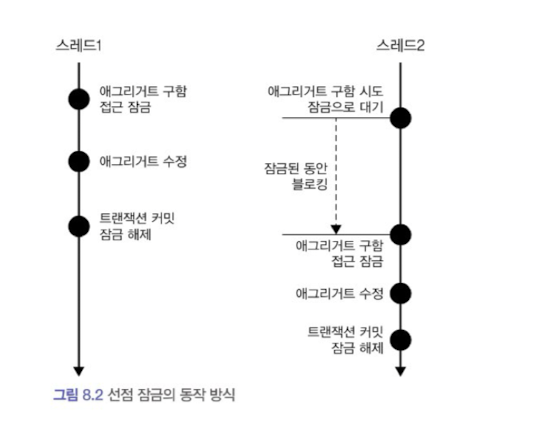 스레드1
애그리거트 구함
접근 잠금
애그리거트 수정
트랜잭션 커밋
잠금 해제
스레드2
애그리거트 구함 시도
잠금으로 대기
잠금된 동안
블로킹
애그리거트 구함
접근 잠금
애그리거트 수정
트랜잭션 커밋
잠금 해제
그림 8.2 선점 잠금의 동작 방식